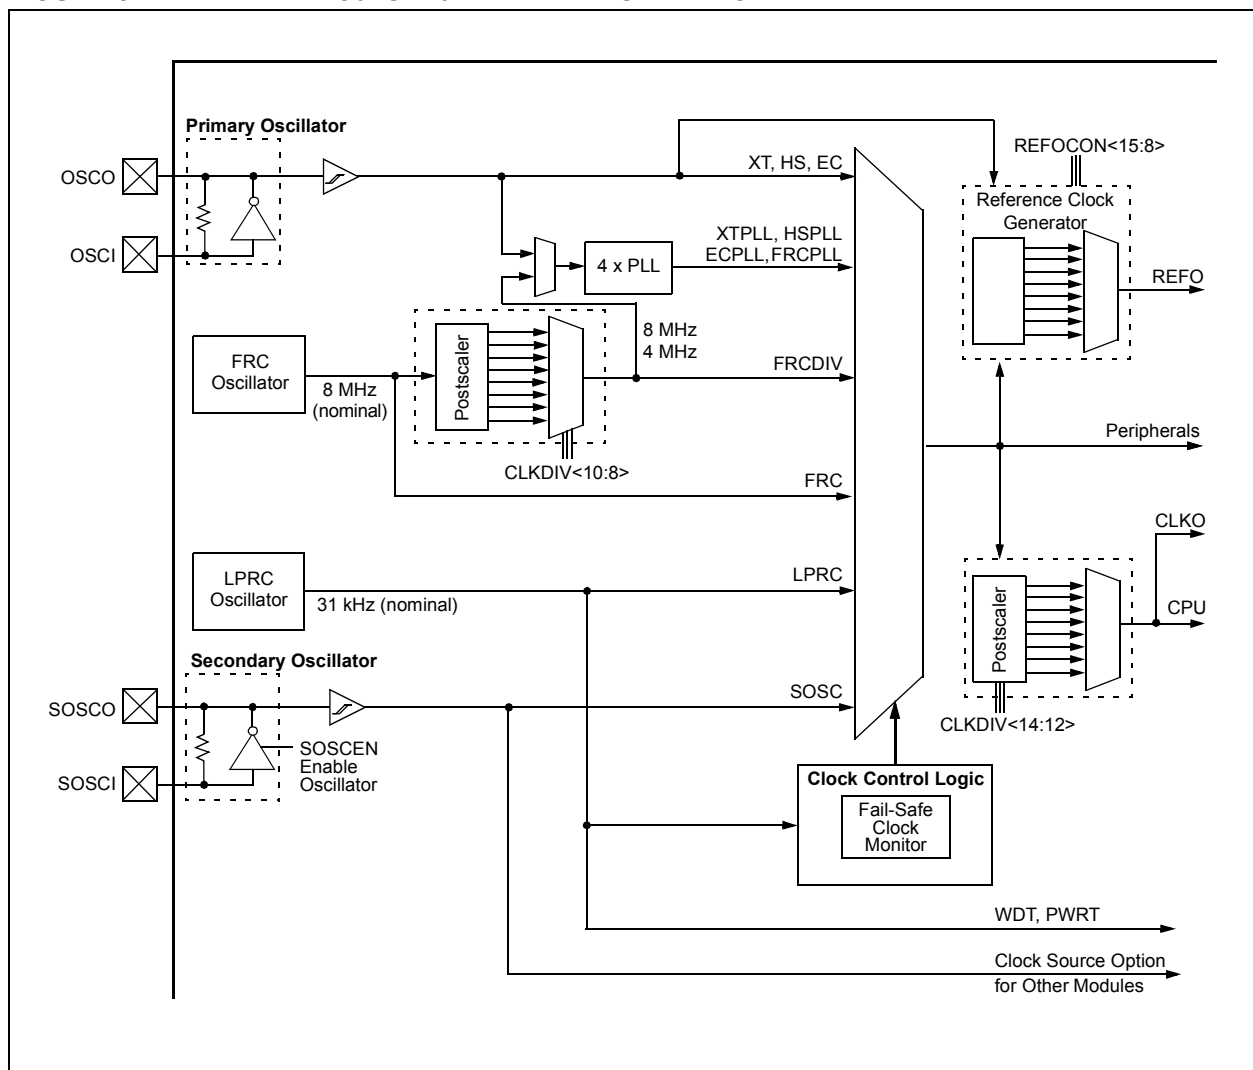 Primary Oscillator
OSCO
OSCI
XT, HS, EC
REFOCON<15:8>
Reference Clock
Generator
REFO
XTPLL, HSPLL
ECPLL,FRCPLL
4 x PLL
8 MHz
4 MHz
FRC
Oscillator
8 MHz
(nominal)
Postscaler
CLKDIV<10:8>
FRCDIV
Peripherals
FRC
CLKO
LPRC
Oscillator
31 kHz (nominal)
LPRC
CPU
Postscaler
CLKDIV<14:12>
Secondary Oscillator
SOSCO
SOSCI
SOSCEN
Enable
Oscillator
SOSC
Clock Control Logic
Fail-Safe
Clock
Monitor
WDT, PWRT
Clock Source Option
for Other Modules